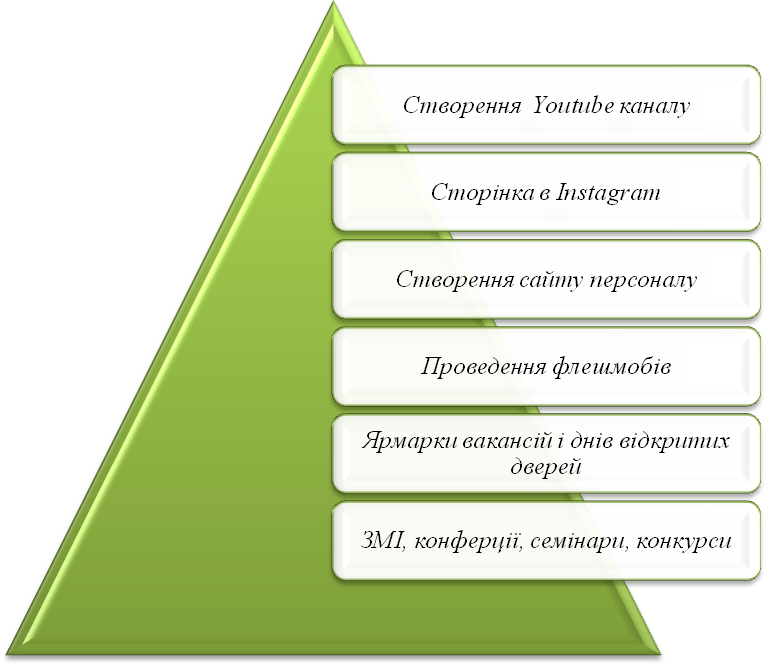 Створення Youtube каналу
Сторінка в Instagram
Створення сайту персоналу
Проведення флешмобів
Ярмарки вакансій і днів відкритих
дверей
ЗМІ, конферції, семінари, конкурси